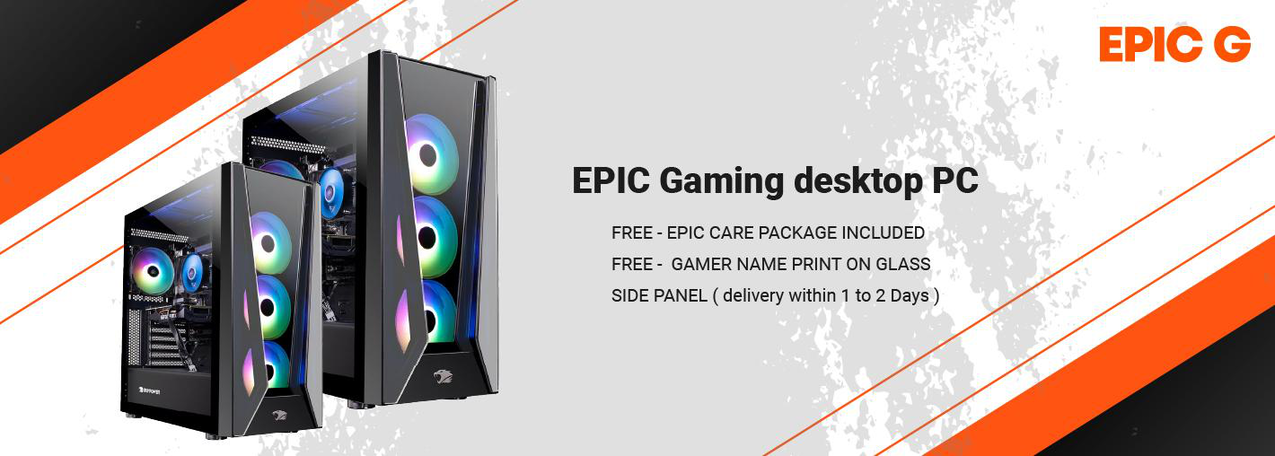 EPIC G
EPIC Gaming desktop PC
FREE - EPIC CARE PACKAGE INCLUDED
FREE -  GAMER NAME PRINT ON GLASS
SIDE PANEL ( delivery within 1 to 2 Days )